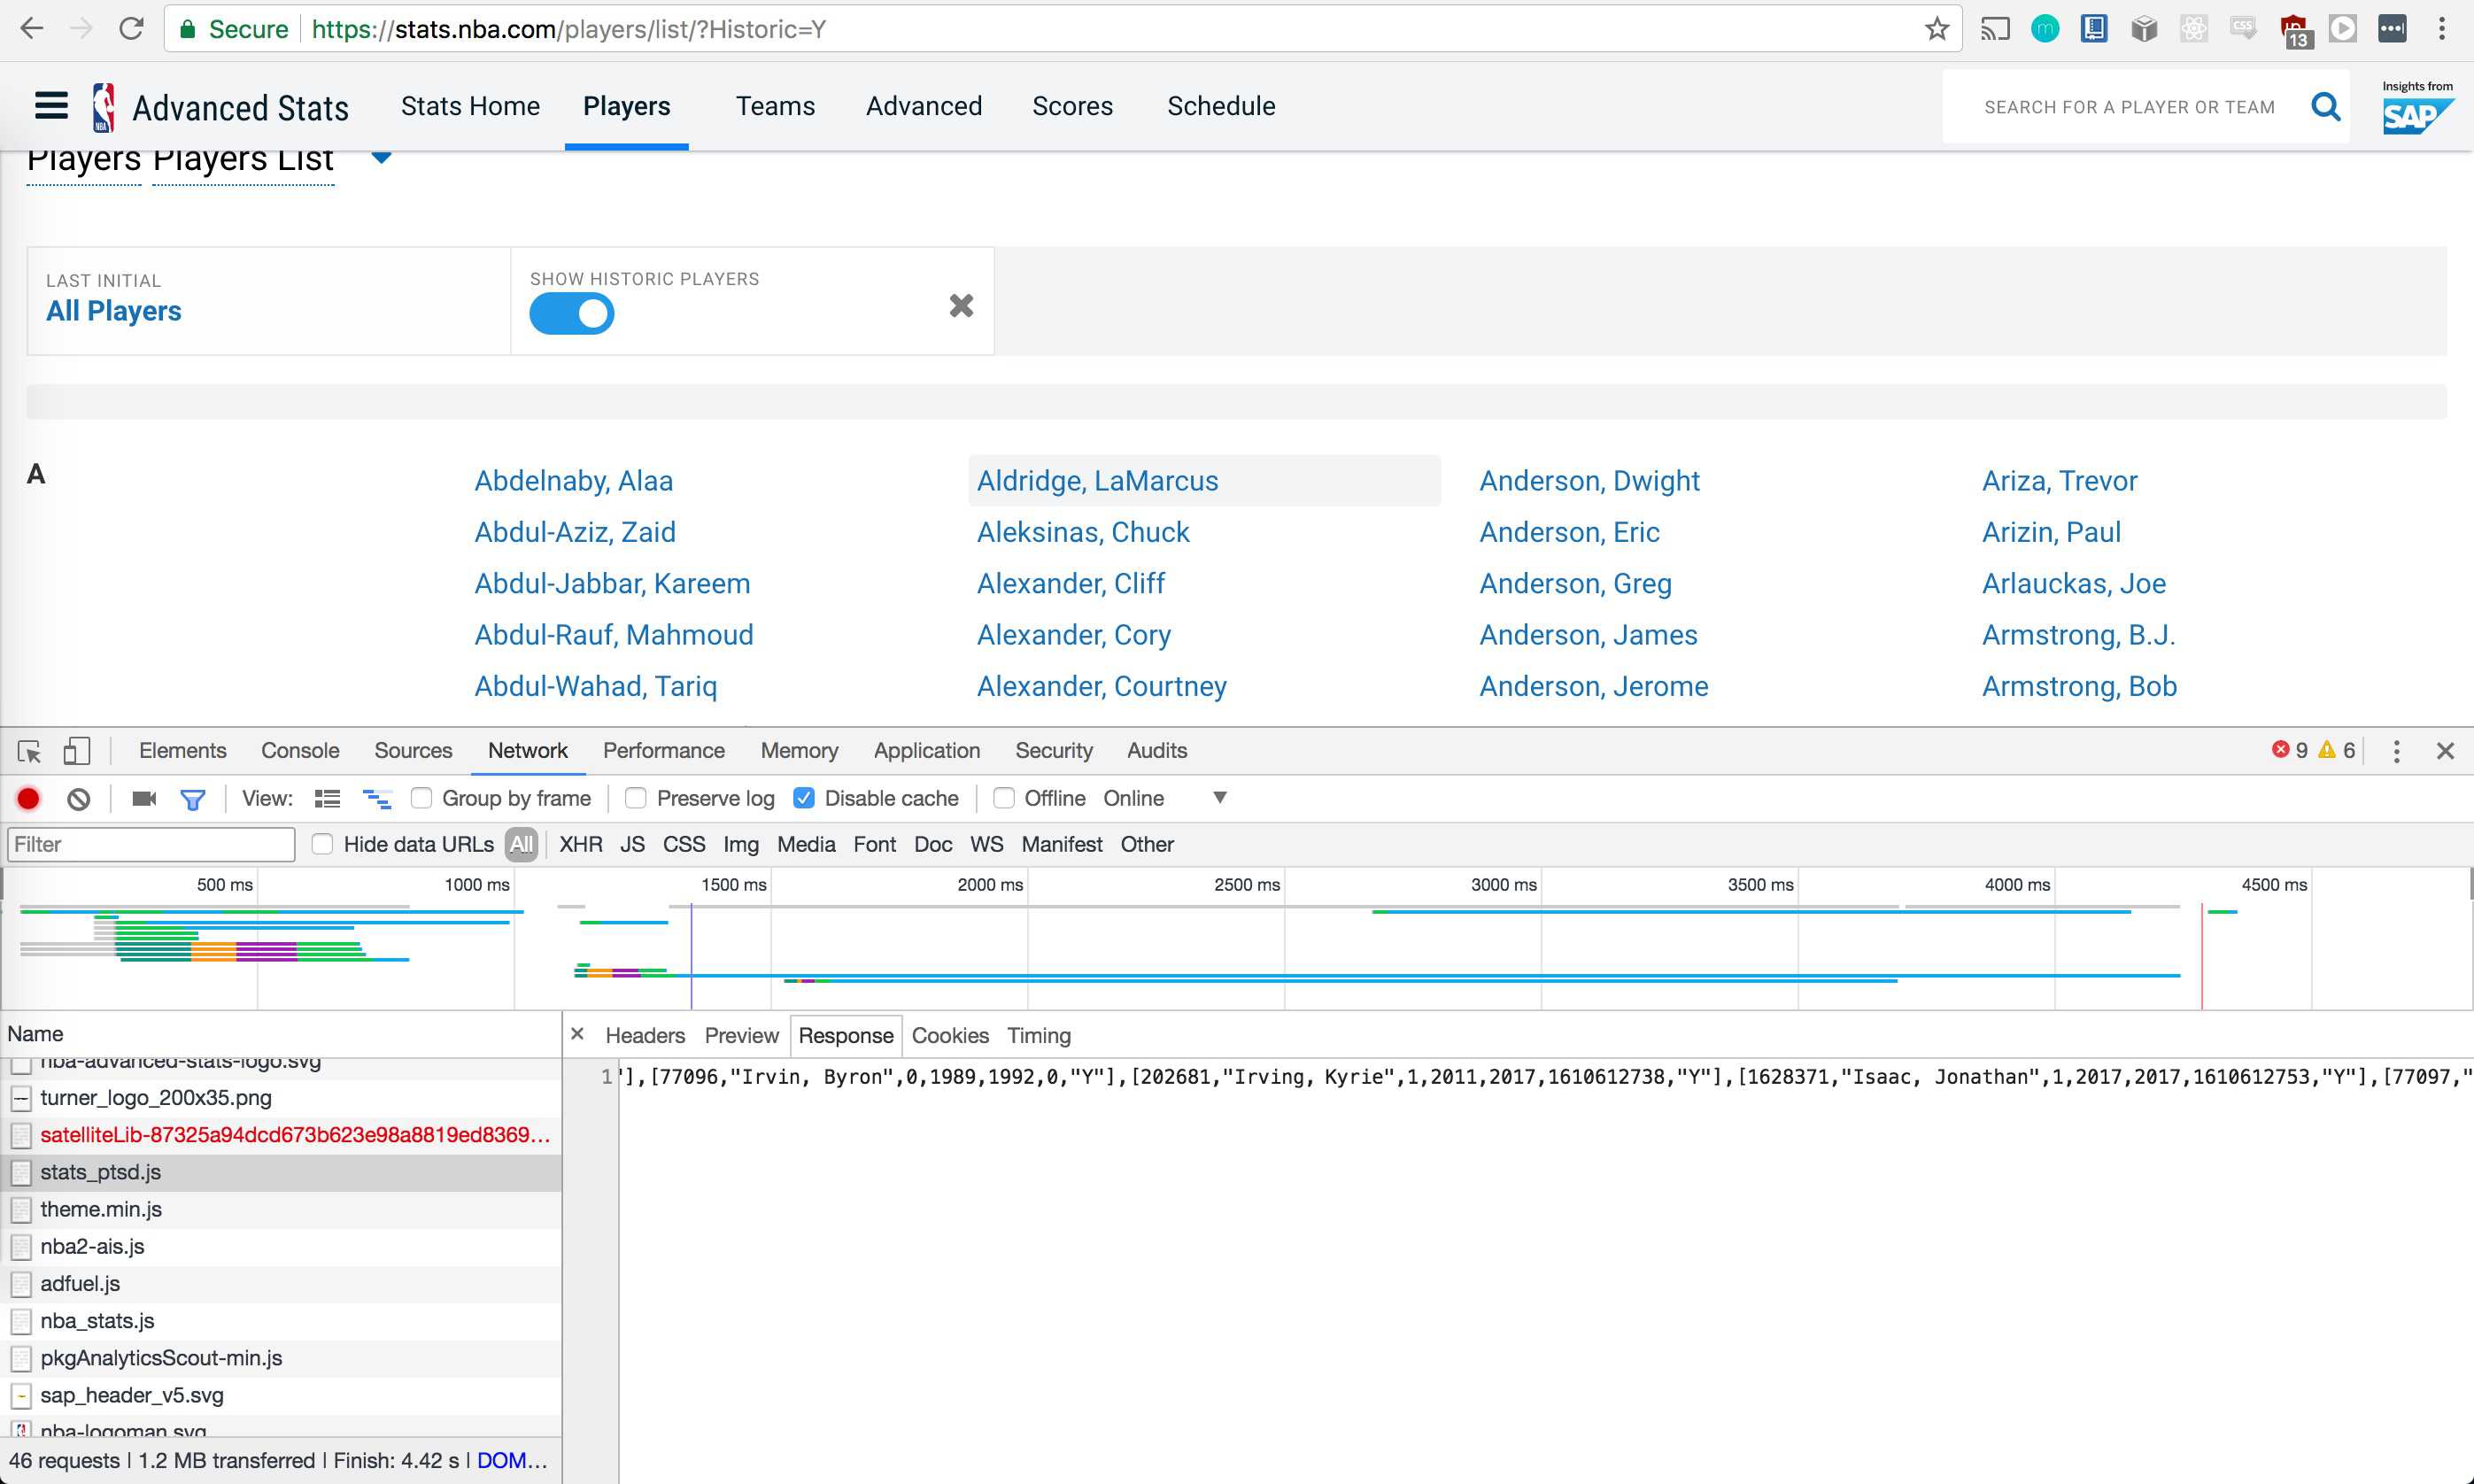 Secure https://stats.nba.com/players/list/?Historic=Y
13
Advanced Stats Stats Home Players Teams Advanced Scores Schedule SEARCH FOR A PLAYER OR TEAM Insights from
SAP
NBA
Players Players List
LAST INITIAL SHOW HISTORIC PLAYERS
All Players
A Abdelnaby, Alaa Aldridge, LaMarcus Anderson, Dwight Ariza, Trevor
Abdul-Aziz, Zaid Aleksinas, Chuck Anderson, Eric Arizin, Paul
Abdul-Jabbar, Kareem Alexander, Cliff Anderson, Greg Arlauckas, Joe
Abdul-Rauf, Mahmoud Alexander, Cory Anderson, James Armstrong, B.J.
Abdul-Wahad, Tariq Alexander, Courtney Anderson, Jerome Armstrong, Bob
Elements Console Sources Network Performance Memory Application Security Audits 9 6
View: Group by frame Preserve log Disable cache Offline Online
Filter Hide data URLs All XHR JS CSS Img Media Font Doc WS Manifest Other
500 ms 1000 ms 1500 ms 2000 ms 2500 ms 3000 ms 3500 ms 4000 ms 4500 ms
Name Headers Preview Response Cookies Timing
nba-advanced-stats-logo.svg
1 "],[77096,"Irvin, Byron",0,1989,1992,0,"Y"],[202681,"Irving, Kyrie",1,2011,2017,1610612738,"Y"],[1628371,"Isaac, Jonathan",1,2017,2017,1610612753,"Y"],[77097,"
turner_logo_200x35.png
satelliteLib-87325a94dcd673b623e98a8819ed8369...
stats_ptsd.js
theme.min.js
nba2-ais.js
adfuel.js
nba_stats.js
pkgAnalyticsScout-min.js
sap_header_v5.svg
nba-logoman.svg
46 requests | 1.2 MB transferred | Finish: 4.42 s | DOM...